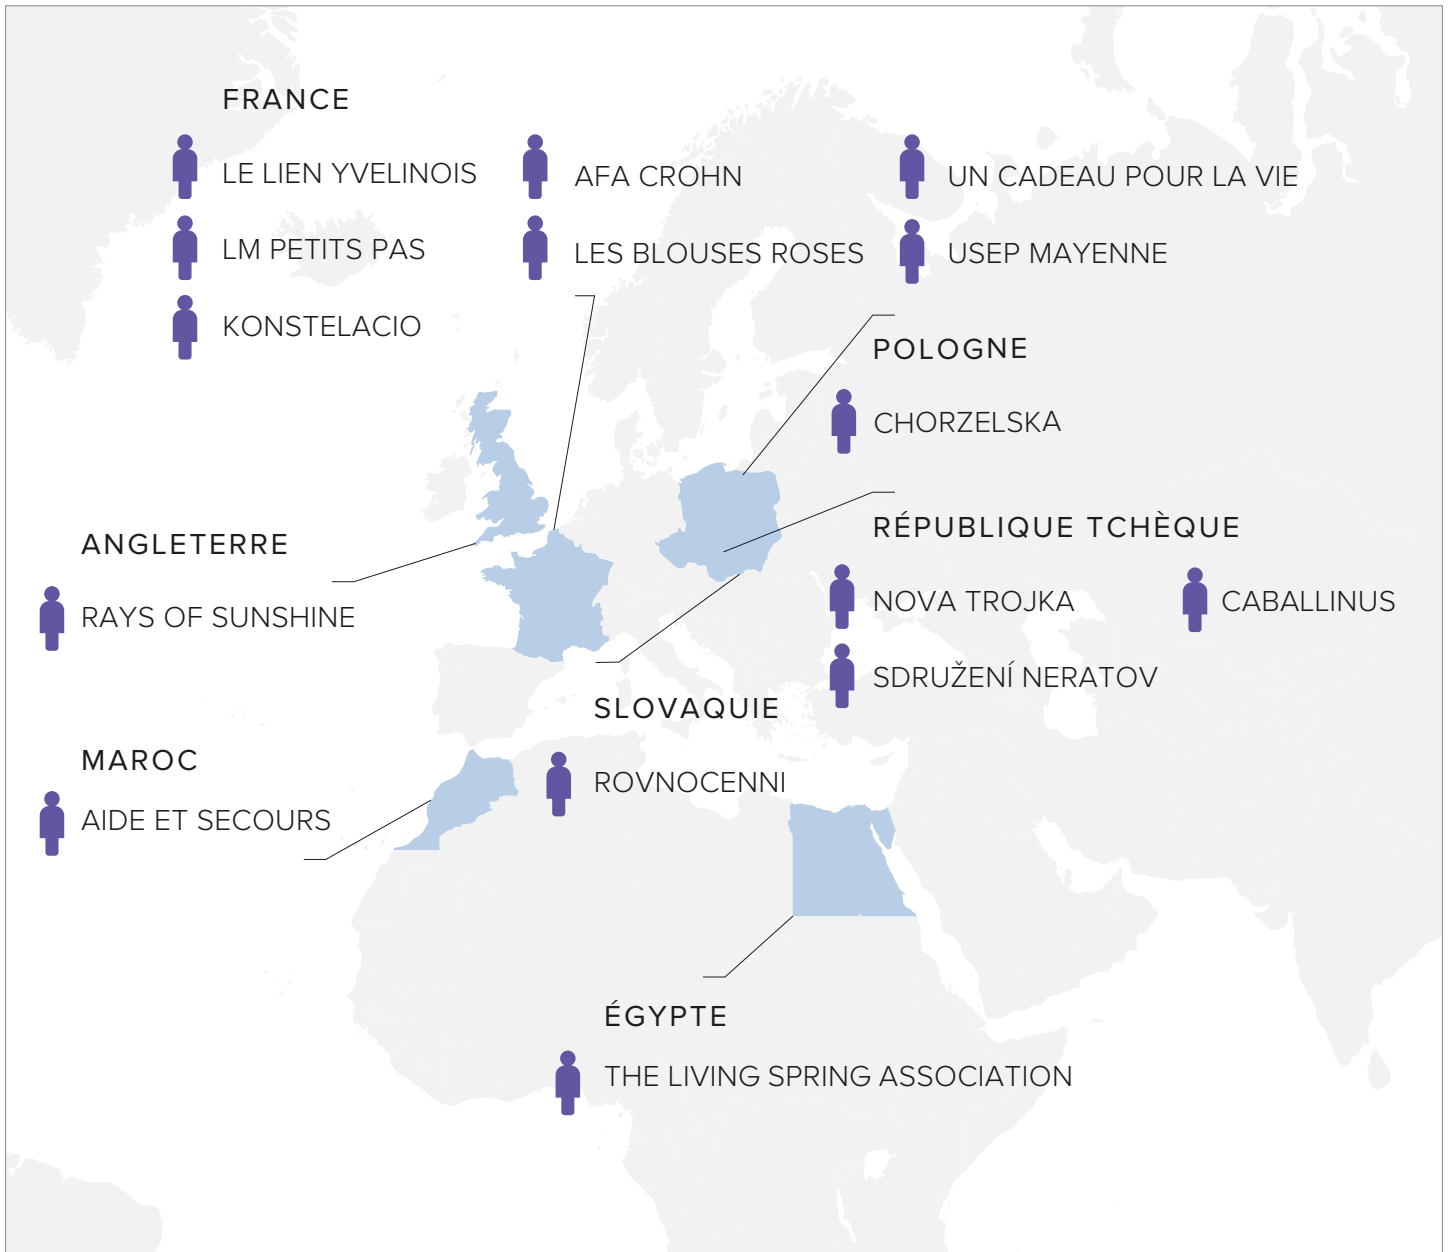 FRANCE
LE LIEN YVELINOIS
AFA CROHN
UN CADEAU POUR LA VIE
LM PETITS PAS
LES BLOUSES ROSES
USEP MAYENNE
KONSTELACIO
POLOGNE
CHORZELSKA
RÉPUBLIQUE TCHÈQUE
NOVA TROJKA
CABALLINUS
SDRUŽENÍ NERATOV
ANGLETERRE
RAYS OF SUNSHINE
SLOVAQUIE
ROVNOCENNI
MAROC
AIDE ET SECOURS
ÉGYPTE
THE LIVING SPRING ASSOCIATION